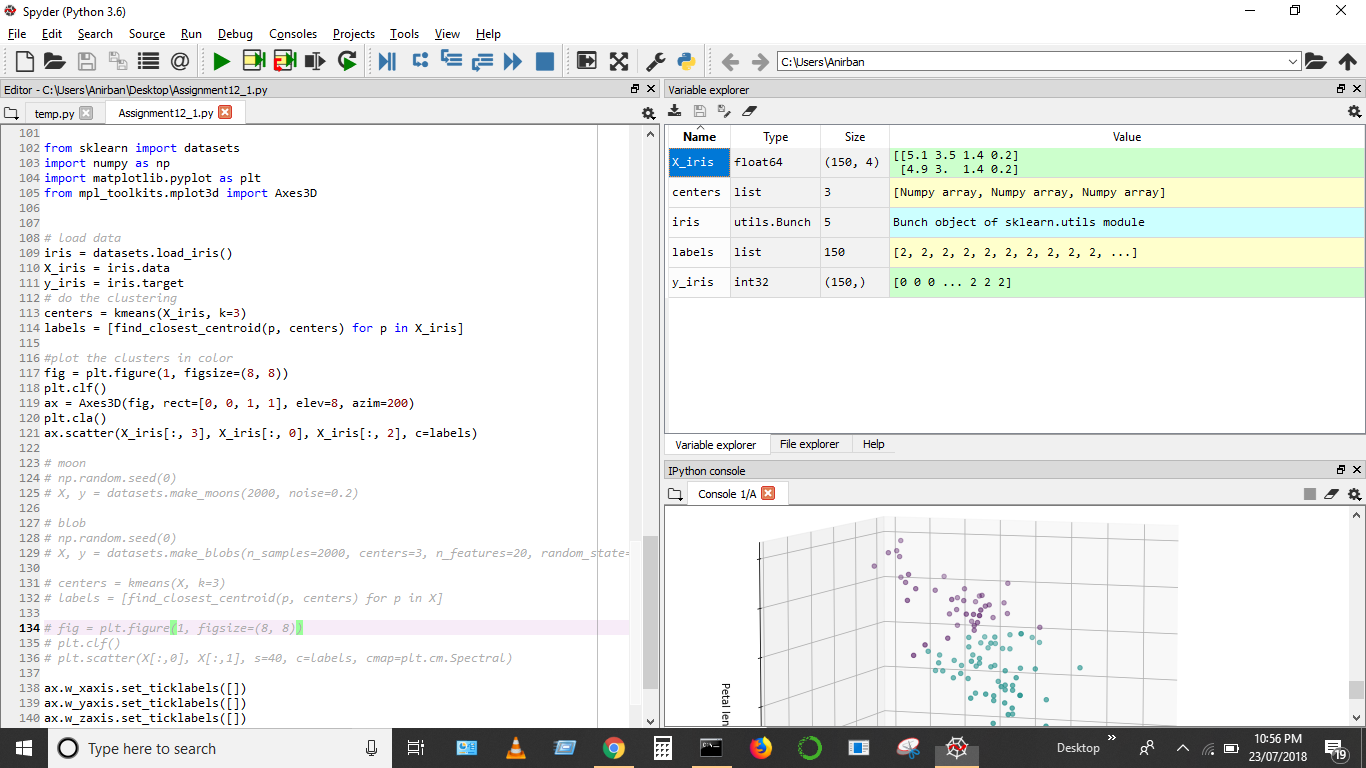 Spyder (Python 3.6)
File Edit Search Source Run Debug Consoles Projects Tools View Help
C:\Users\Anirban
Editor - C:\Users\Anirban\Desktop\Assignment12_1.py
temp.py Assignment12_1.py
101
102 from sklearn import datasets
103 import numpy as np
104 import matplotlib.pyplot as plt
105 from mpl_toolkits.mplot3d import Axes3D
106
107
108 # load data
109 iris = datasets.load_iris()
110 X_iris = iris.data
111 y_iris = iris.target
112 # do the clustering
113 centers = kmeans(X_iris, k=3)
114 labels = [find_closest_centroid(p, centers) for p in X_iris]
115
116 #plot the clusters in color
117 fig = plt.figure(1, figsize=(8, 8))
118 plt.clf()
119 ax = Axes3D(fig, rect=[0, 0, 1, 1], elev=8, azim=200)
120 plt.cla()
121 ax.scatter(X_iris[:, 3], X_iris[:, 0], X_iris[:, 2], c=labels)
122
123 # moon
124 # np.random.seed(0)
125 # X, y = datasets.make_moons(2000, noise=0.2)
126
127 # blob
128 # np.random.seed(0)
129 # X, y = datasets.make_blobs(n_samples=2000, centers=3, n_features=20, random_state=
130
131 # centers = kmeans(X, k=3)
132 # labels = [find_closest_centroid(p, centers) for p in X]
133
134 # fig = plt.figure(1, figsize=(8, 8))
135 # plt.clf()
136 # plt.scatter(X[:,0], X[:,1], s=40, c=labels, cmap=plt.cm.Spectral)
137
138 ax.w_xaxis.set_ticklabels([])
139 ax.w_yaxis.set_ticklabels([])
140 ax.w_zaxis.set_ticklabels([])
Variable explorer
Name Type Size Value
X_iris float64 (150, 4) [[5.1 3.5 1.4 0.2]
[4.9 3. 1.4 0.2]
centers list 3 [Numpy array, Numpy array, Numpy array]
iris utils.Bunch 5 Bunch object of sklearn.utils module
labels list 150 [2, 2, 2, 2, 2, 2, 2, 2, 2, 2, ...]
y_iris int32 (150,) [0 0 0 ... 2 2 2]
Variable explorer File explorer Help
IPython console
Console 1/A
Petal len
Type here to search
Desktop
10:56 PM
23/07/2018
19